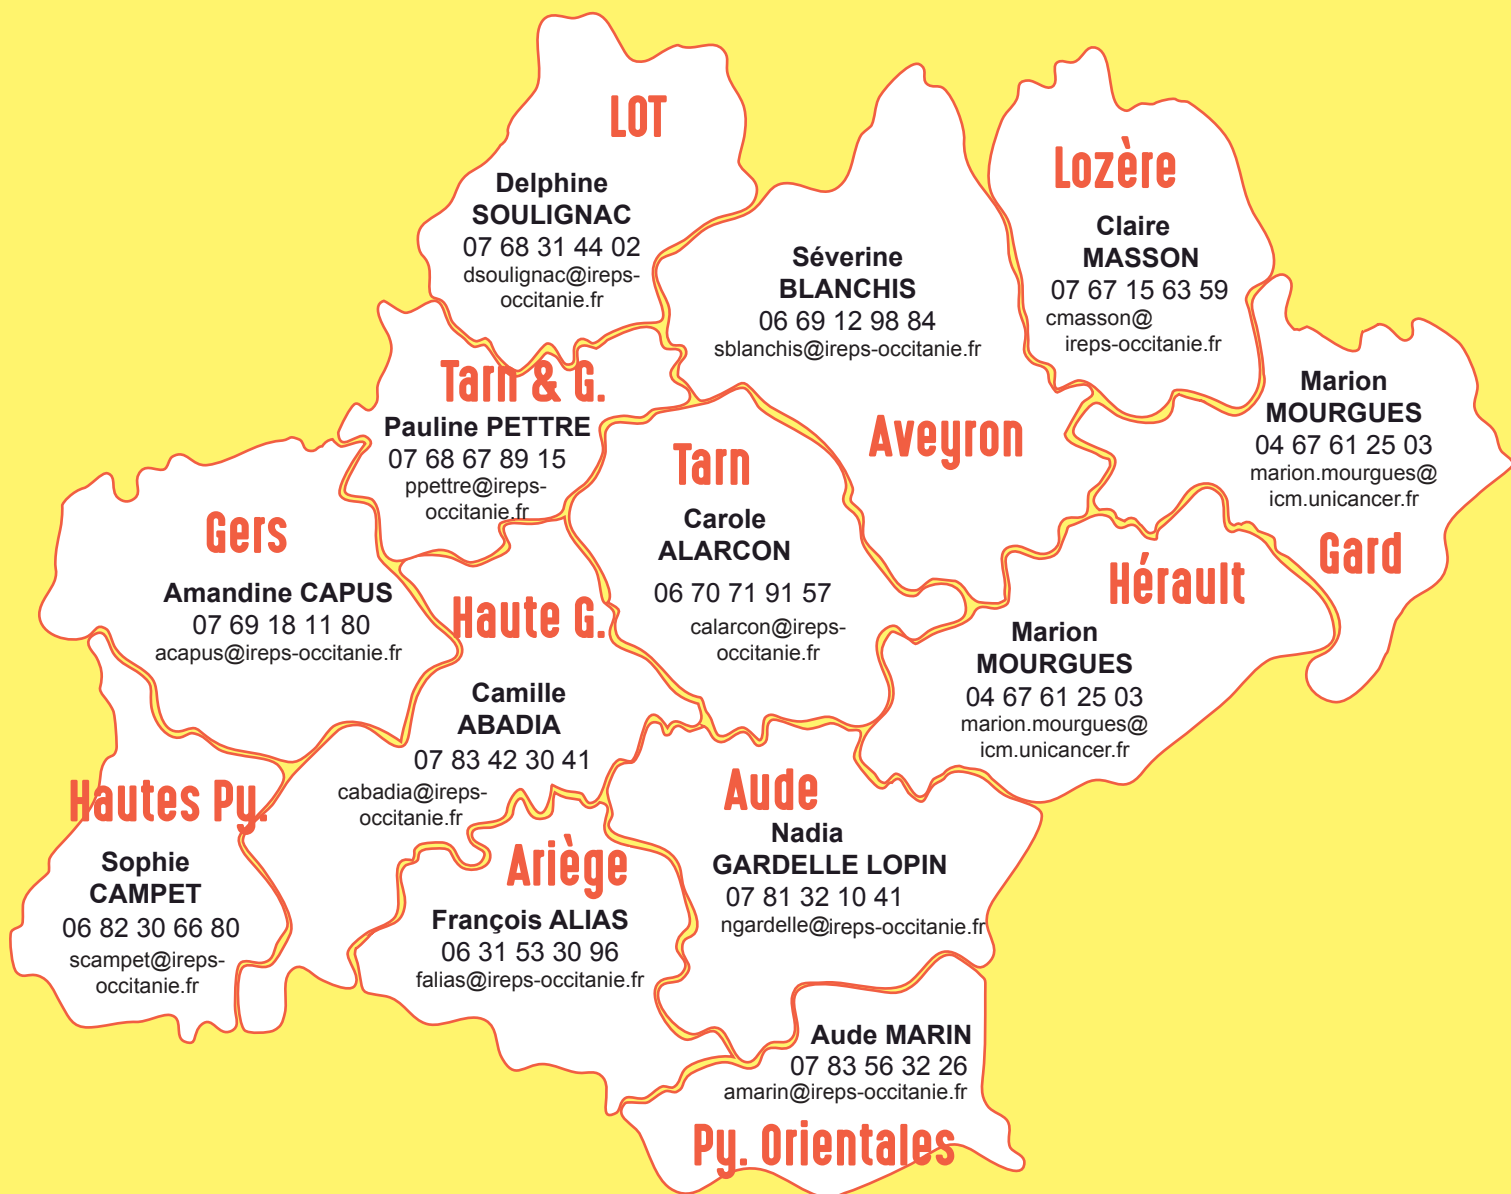 LOT
Delphine
SOULIGNAC
07 68 31 44 02
dsoulignac@ireps-
occitanie.fr
Lozère
Claire
MASSON
07 67 15 63 59
cmasson@
ireps-occitanie.fr
Séverine
BLANCHIS
06 69 12 98 84
sblanchis@ireps-occitanie.fr
Aveyron
Tarn & G.
Pauline PETTRE
07 68 67 89 15
ppettre@ireps-
occitanie.fr
Marion
MOURGUES
04 67 61 25 03
marion.mourgues@
icm.unicancer.fr
Gard
Tarn
Carole
ALARCON
06 70 71 91 57
calarcon@ireps-
occitanie.fr
Gers
Amandine CAPUS
07 69 18 11 80
acapus@ireps-occitanie.fr
Hérault
Marion
MOURGUES
04 67 61 25 03
marion.mourgues@
icm.unicancer.fr
Haute G.
Camille
ABADIA
07 83 42 30 41
cabadia@ireps-
occitanie.fr
Hautes Py.
Sophie
CAMPET
06 82 30 66 80
scampet@ireps-
occitanie.fr
Ariège
François ALIAS
06 31 53 30 96
falias@ireps-occitanie.fr
Aude
Nadia
GARDELLE LOPIN
07 81 32 10 41
ngardelle@ireps-occitanie.fr
Aude MARIN
07 83 56 32 26
amarin@ireps-occitanie.fr
Py. Orientales